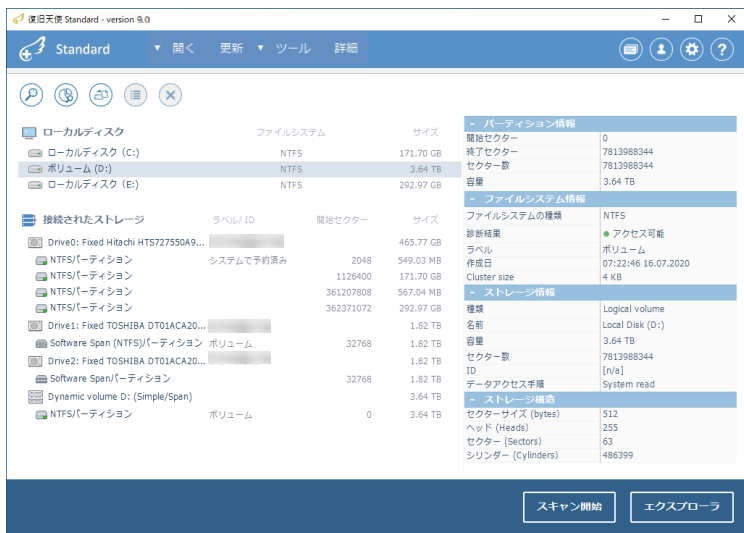 復旧天使 Standard - version 9.0
Standard ▼ 開く 更新 ▼ ツール 詳細
ローカルディスク ファイルシステム サイズ
ローカルディスク (C:) NTFS 171.70 GB
ボリューム (D:) NTFS 3.64 TB
ローカルディスク (E:) NTFS 292.97 GB
接続されたストレージ ラベル/ ID 開始セクター サイズ
Drive0: Fixed Hitachi HTS727550A9... 465.77 GB
NTFSパーティション システムで予約済み 2048 549.03 MB
NTFSパーティション 1126400 171.70 GB
NTFSパーティション 361207808 567.04 MB
NTFSパーティション 362371072 292.97 GB
Drive1: Fixed TOSHIBA DT01ACA20... 1.82 TB
Software Span (NTFS)パーティション ボリューム 32768 1.82 TB
Drive2: Fixed TOSHIBA DT01ACA20... 1.82 TB
Software Spanパーティション 32768 1.82 TB
Dynamic volume D: (Simple/Span) 3.64 TB
NTFSパーティション ボリューム 0 3.64 TB
- パーティション情報
開始セクター 0
終了セクター 7813988344
セクター数 7813988344
容量 3.64 TB
- ファイルシステム情報
ファイルシステムの種類 NTFS
診断結果 ● アクセス可能
ラベル ボリューム
作成日 07:22:46 16.07.2020
Cluster size 4 KB
- ストレージ情報
種類 Logical volume
名前 Local Disk (D:)
容量 3.64 TB
セクター数 7813988344
ID [n/a]
データアクセス手順 System read
- ストレージ構造
セクターサイズ (bytes) 512
ヘッド (Heads) 255
セクター (Sectors) 63
シリンダー (Cylinders) 486399
スキャン開始 エクスプローラ